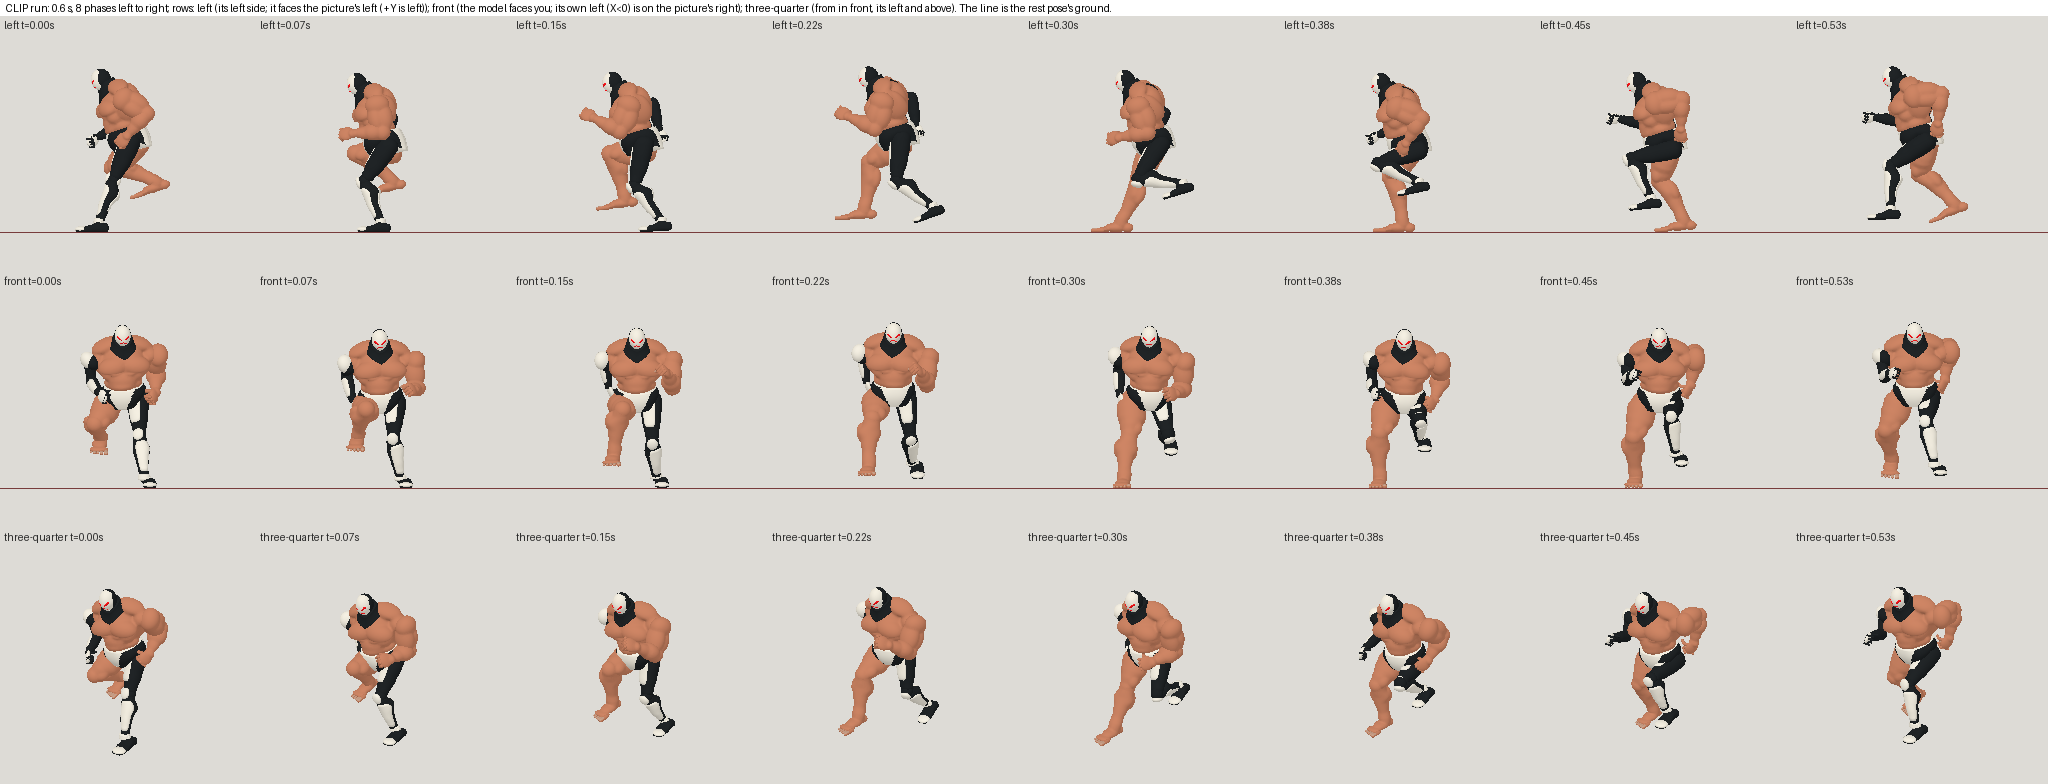 CLIP run: 0.6 s, 8 phases left to right; rows: left (its left side; it faces the picture's left (+Y is left)); front (the model faces you; its own left (X<0) is on the picture's right); three-quarter (from in front, its left and above). The line is the rest pose's ground.
left t=0.00s left t=0.07s left t=0.15s left t=0.22s left t=0.30s left t=0.38s left t=0.45s left t=0.53s
front t=0.00s front t=0.07s front t=0.15s front t=0.22s front t=0.30s front t=0.38s front t=0.45s front t=0.53s
three-quarter t=0.00s three-quarter t=0.07s three-quarter t=0.15s three-quarter t=0.22s three-quarter t=0.30s three-quarter t=0.38s three-quarter t=0.45s three-quarter t=0.53s